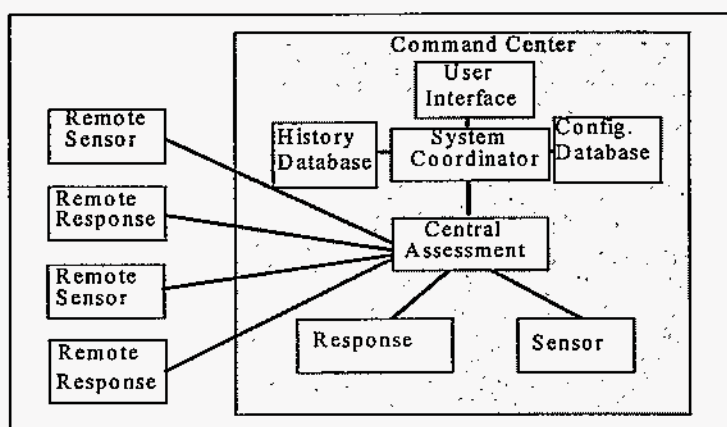 Command Center
User
Interface
Remote
Sensor
History
Database
System
Coordinator
Config.
Database
Remote
Response
Central
Assessment
Remote
Sensor
Response
Sensor
Remote
Response